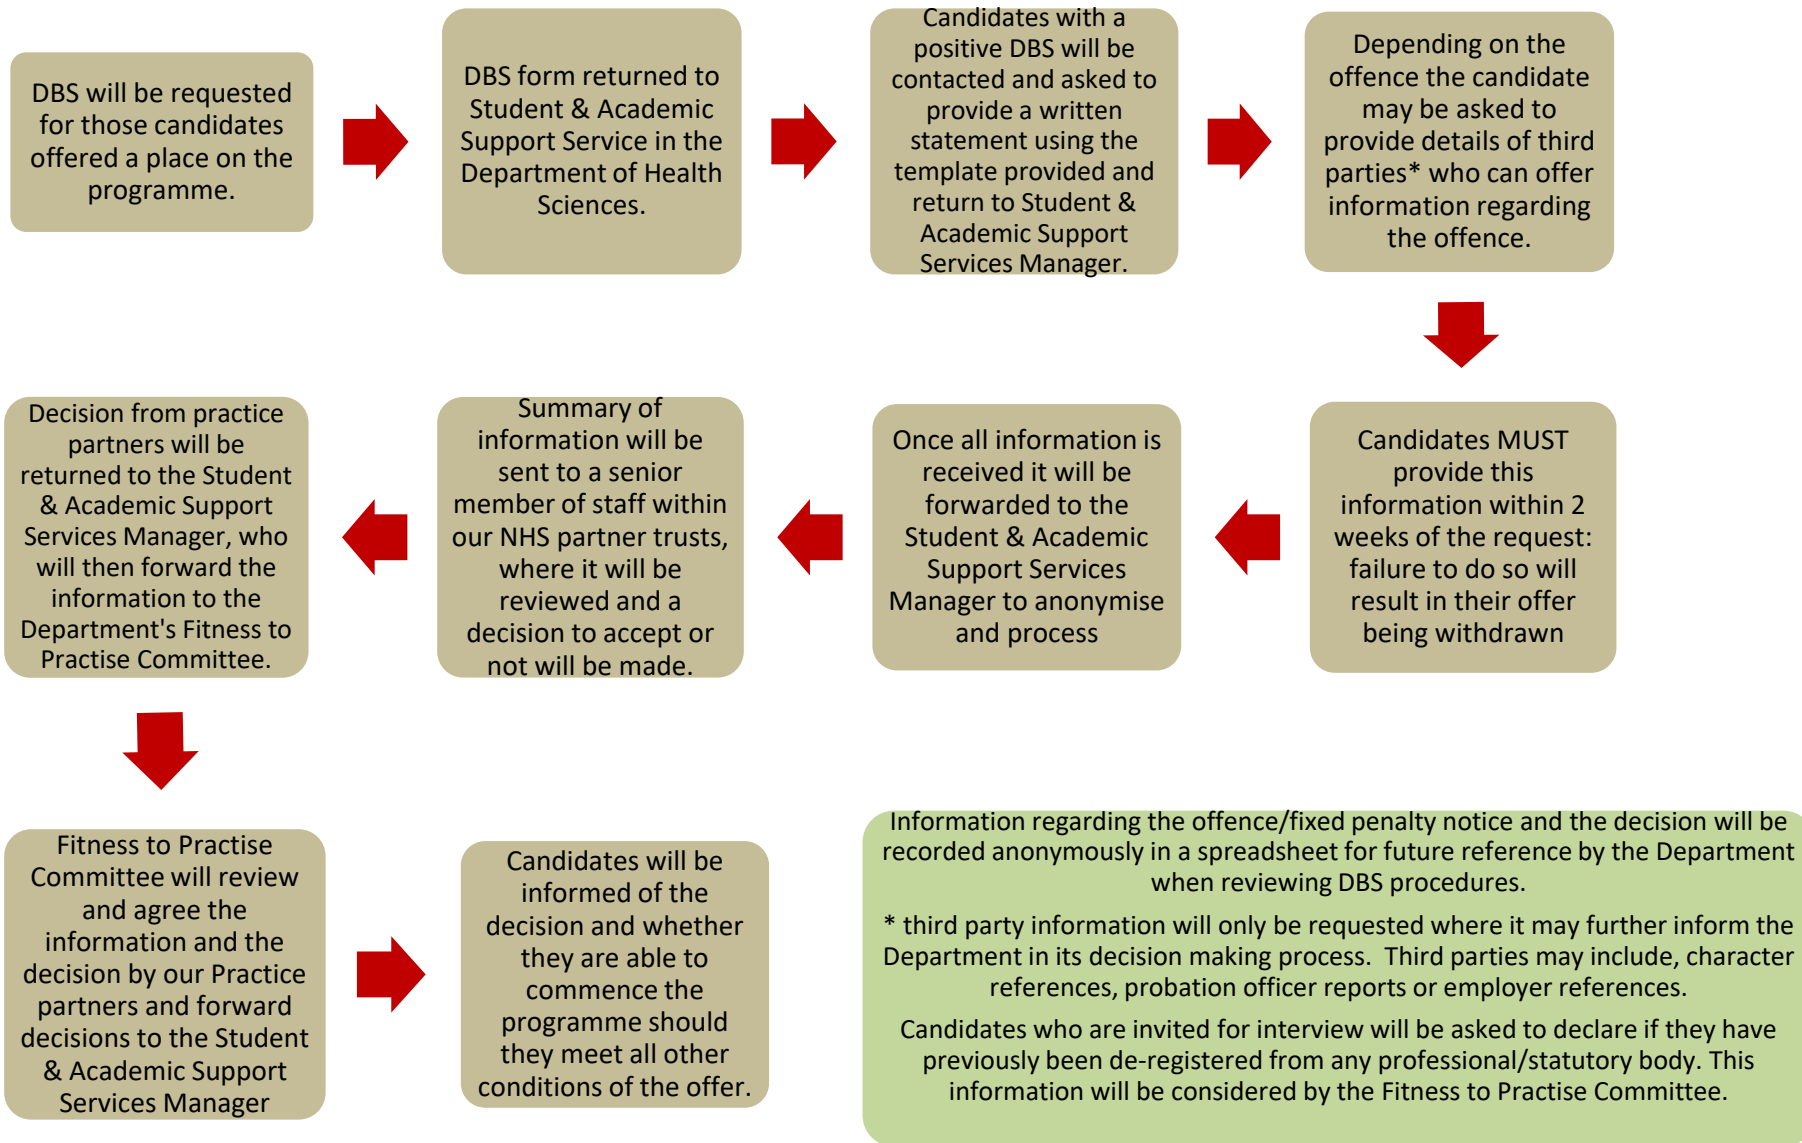 DBS will be requested
for those candidates
offered a place on the
programme.
DBS form returned to
Student & Academic
Support Service in the
Department of Health
Sciences.
Candidates with a
positive DBS will be
contacted and asked to
provide a written
statement using the
template provided and
return to Student &
Academic Support
Services Manager.
Depending on the
offence the candidate
may be asked to
provide details of third
parties* who can offer
information regarding
the offence.
Candidates MUST
provide this
information within 2
weeks of the request:
failure to do so will
result in their offer
being withdrawn
Once all information is
received it will be
forwarded to the
Student & Academic
Support Services
Manager to anonymise
and process
Summary of
information will be
sent to a senior
member of staff within
our NHS partner trusts,
where it will be
reviewed and a
decision to accept or
not will be made.
Decision from practice
partners will be
returned to the Student
& Academic Support
Services Manager, who
will then forward the
information to the
Department's Fitness to
Practise Committee.
Fitness to Practise
Committee will review
and agree the
information and the
decision by our Practice
partners and forward
decisions to the Student
& Academic Support
Services Manager
Candidates will be
informed of the
decision and whether
they are able to
commence the
programme should
they meet all other
conditions of the offer.
Information regarding the offence/fixed penalty notice and the decision will be
recorded anonymously in a spreadsheet for future reference by the Department
when reviewing DBS procedures.
* third party information will only be requested where it may further inform the
Department in its decision making process.  Third parties may include, character
references, probation officer reports or employer references.
Candidates who are invited for interview will be asked to declare if they have
previously been de-registered from any professional/statutory body. This
information will be considered by the Fitness to Practise Committee.